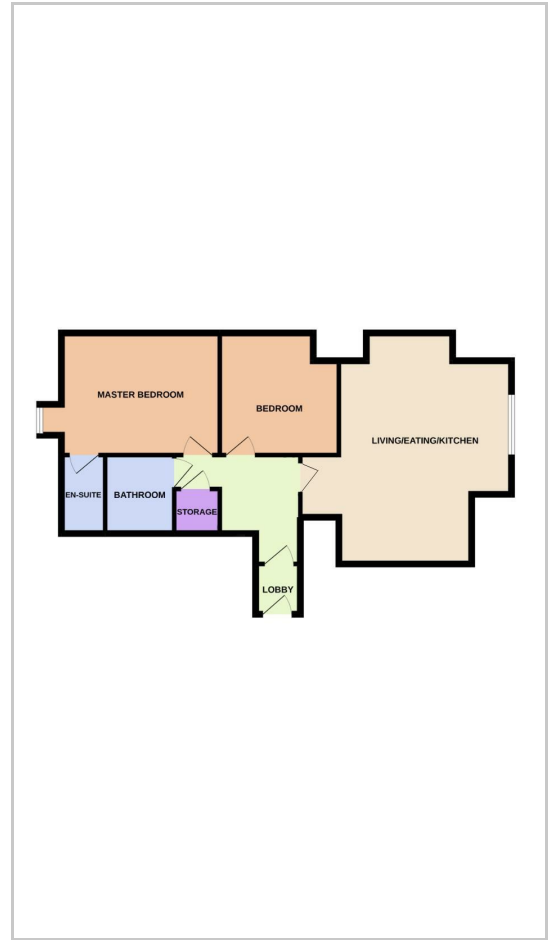 MASTER BEDROOM
BEDROOM
LIVING/EATING/KITCHEN
EN-SUITE
BATHROOM
STORAGE
LOBBY